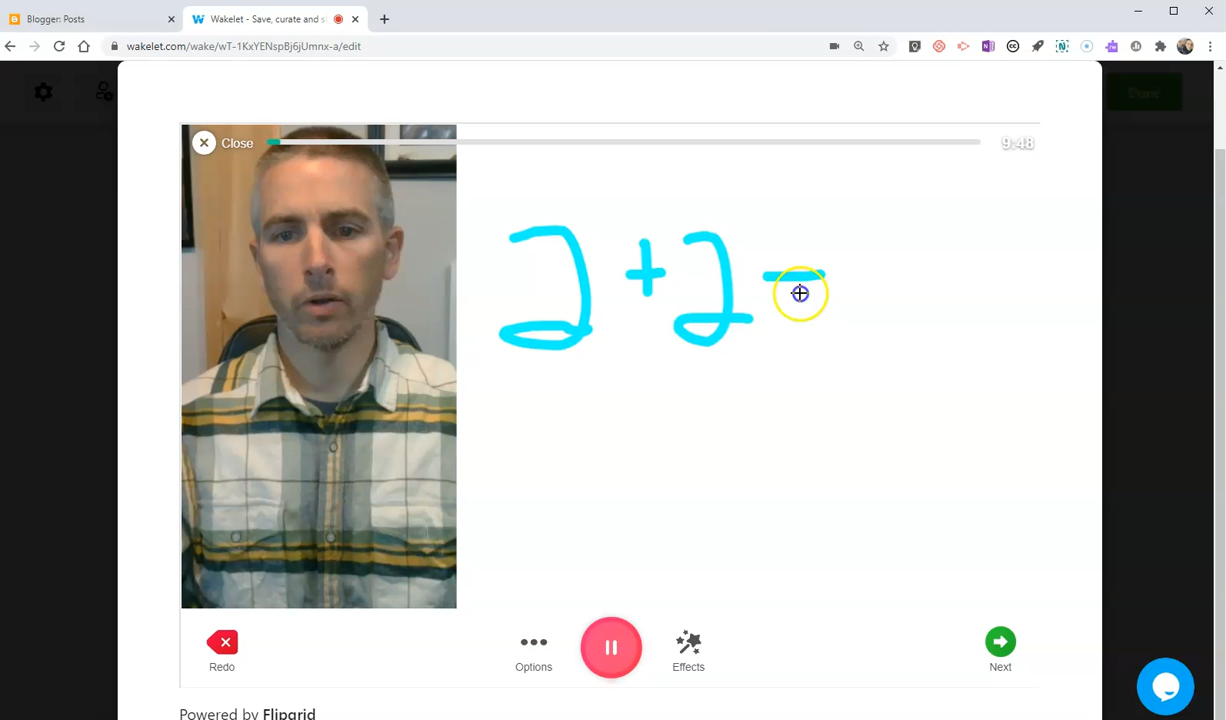 Blogger: Posts
Wakelet - Save, curate and s
wakelet.com/wake/wT-1KxYENspBj6jUmnx-a/edit
Done
Close
9:48
2 + 2 -
Redo
Options
Effects
Next
Powered by Flipgrid